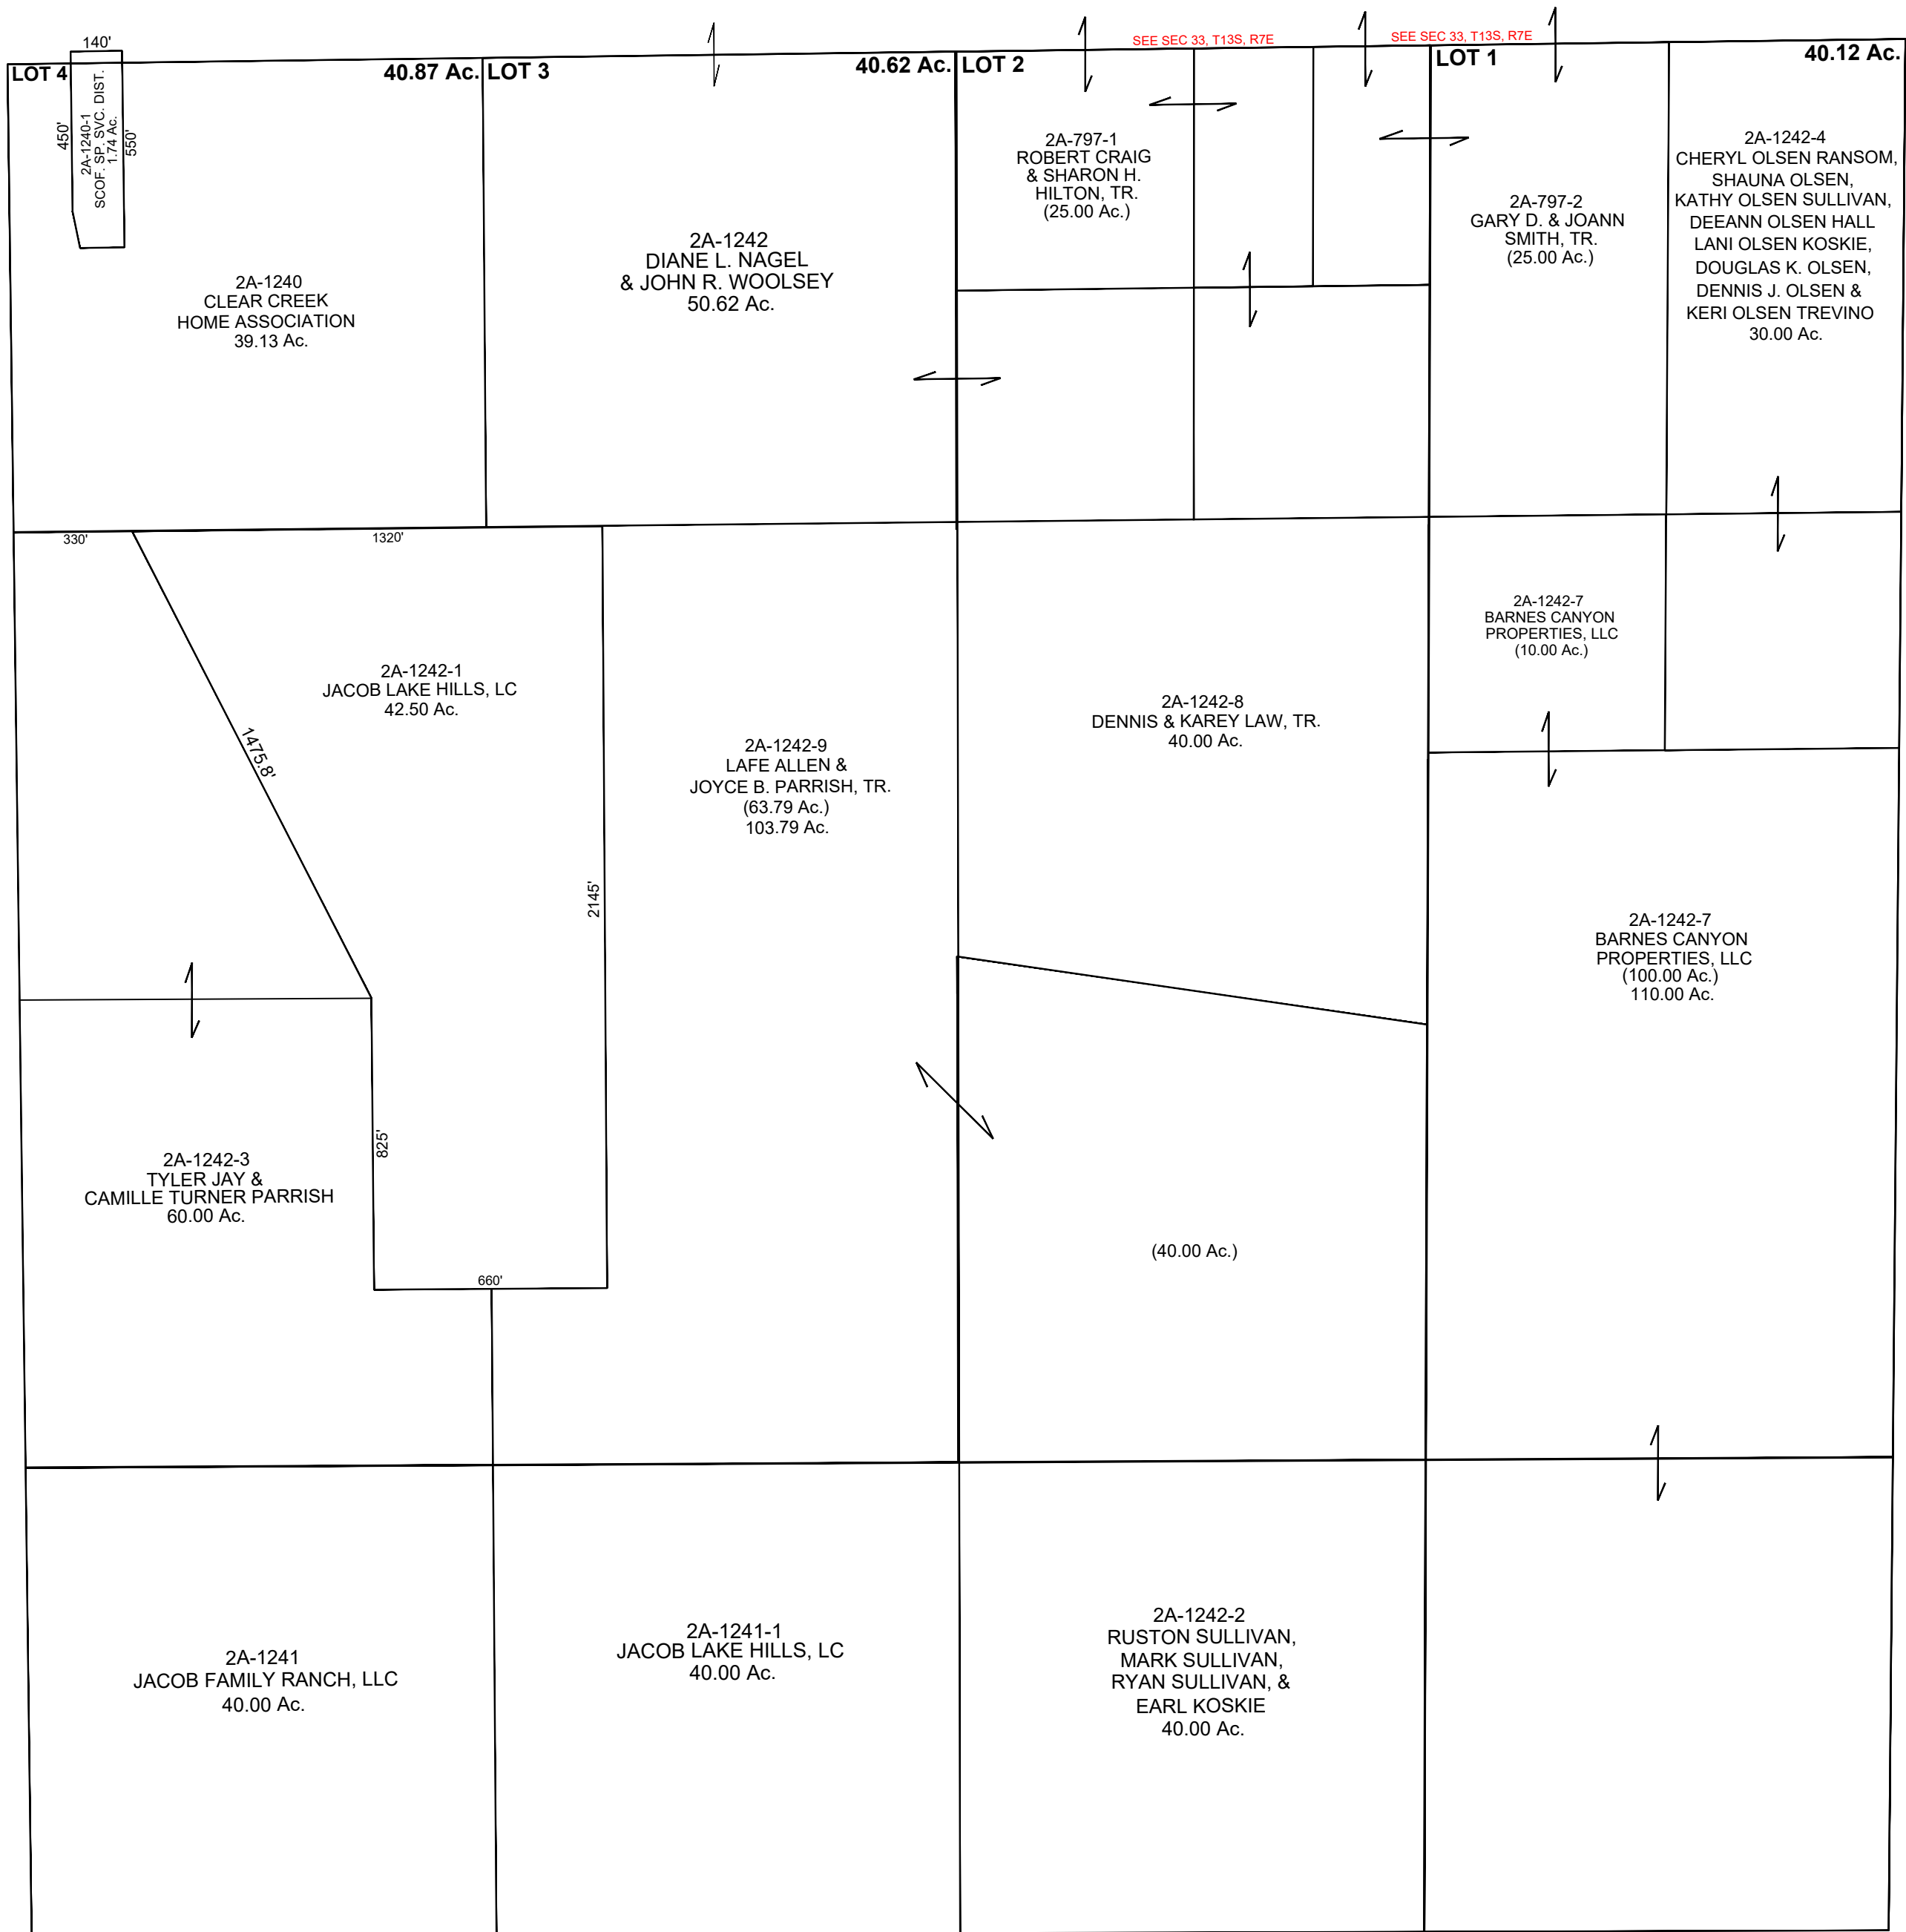 140'
SEE SEC 33, T13S, R7E
SEE SEC 33, T13S, R7E
LOT 4
40.87 Ac.
LOT 3
40.62 Ac.
LOT 2
LOT 1
40.12 Ac.
450'
2A-1240-1
SCOF. SP. SVC. DIST.
1.74 Ac.
550'
2A-1240
CLEAR CREEK
HOME ASSOCIATION
39.13 Ac.
2A-1242
DIANE L. NAGEL
& JOHN R. WOOLSEY
50.62 Ac.
2A-797-1
ROBERT CRAIG
& SHARON H.
HILTON, TR.
(25.00 Ac.)
2A-797-2
GARY D. & JOANN
SMITH, TR.
(25.00 Ac.)
2A-1242-4
CHERYL OLSEN RANSOM,
SHAUNA OLSEN,
KATHY OLSEN SULLIVAN,
DEEANN OLSEN HALL
LANI OLSEN KOSKIE,
DOUGLAS K. OLSEN,
DENNIS J. OLSEN &
KERI OLSEN TREVINO
30.00 Ac.
330'
1320'
2A-1242-1
JACOB LAKE HILLS, LC
42.50 Ac.
1475.8'
2145'
2A-1242-9
LAFE ALLEN &
JOYCE B. PARRISH, TR.
(63.79 Ac.)
103.79 Ac.
2A-1242-8
DENNIS & KAREY LAW, TR.
40.00 Ac.
2A-1242-7
BARNES CANYON
PROPERTIES, LLC
(10.00 Ac.)
2A-1242-7
BARNES CANYON
PROPERTIES, LLC
(100.00 Ac.)
110.00 Ac.
2A-1242-3
TYLER JAY &
CAMILLE TURNER PARRISH
60.00 Ac.
825'
660'
(40.00 Ac.)
2A-1241
JACOB FAMILY RANCH, LLC
40.00 Ac.
2A-1241-1
JACOB LAKE HILLS, LC
40.00 Ac.
2A-1242-2
RUSTON SULLIVAN,
MARK SULLIVAN,
RYAN SULLIVAN, &
EARL KOSKIE
40.00 Ac.